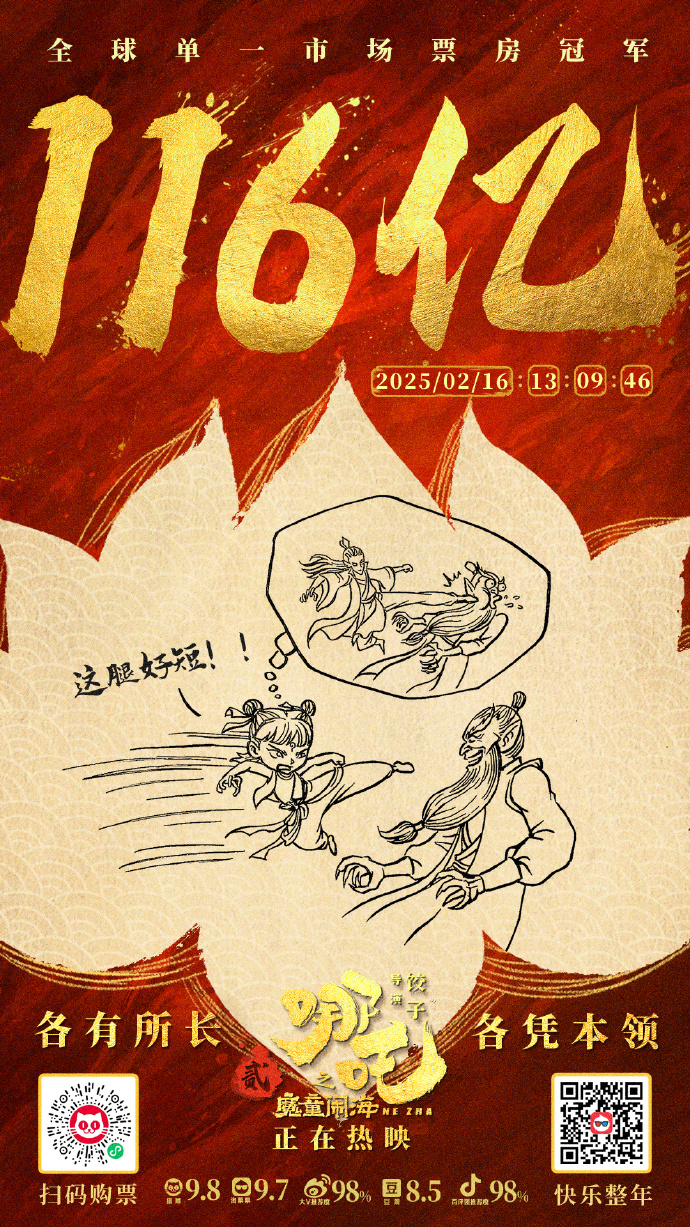 全球单一市场票房冠军
116亿
2025/02/16:13:09:46
这腿好短！！
各有所长
导演
饺子
哪吒
之
贰
魔童闹海 NE ZHA
各凭本领
正在热映
扫码购票
9.8
9.7
98%
豆
8.5
98%
快乐整年